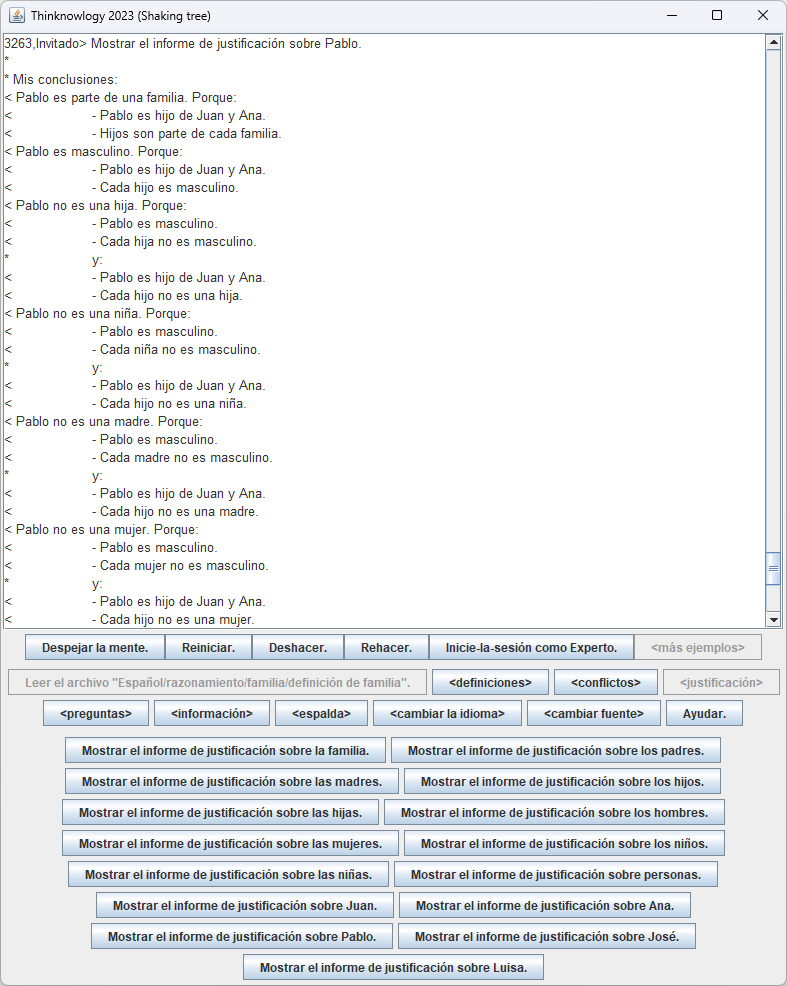 Thinknowlogy 2023 (Shaking tree)
3263,Invitado> Mostrar el informe de justificación sobre Pablo.
*
* Mis conclusiones:
< Pablo es parte de una familia. Porque:
< - Pablo es hijo de Juan y Ana.
< - Hijos son parte de cada familia.
< Pablo es masculino. Porque:
< - Pablo es hijo de Juan y Ana.
< - Cada hijo es masculino.
< Pablo no es una hija. Porque:
< - Pablo es masculino.
< - Cada hija no es masculino.
* y:
< - Pablo es hijo de Juan y Ana.
< - Cada hijo no es una hija.
< Pablo no es una niña. Porque:
< - Pablo es masculino.
< - Cada niña no es masculino.
* y:
< - Pablo es hijo de Juan y Ana.
< - Cada hijo no es una niña.
< Pablo no es una madre. Porque:
< - Pablo es masculino.
< - Cada madre no es masculino.
* y:
< - Pablo es hijo de Juan y Ana.
< - Cada hijo no es una madre.
< Pablo no es una mujer. Porque:
< - Pablo es masculino.
< - Cada mujer no es masculino.
* y:
< - Pablo es hijo de Juan y Ana.
< - Cada hijo no es una mujer.
Despejar la mente. Reiniciar. Deshacer. Rehacer. Inicie-la-sesión como Experto. <más ejemplos>
Leer el archivo "Español/razonamiento/familia/definición de familia". <definiciones> <conflictos> <justificación>
<preguntas> <información> <espalda> <cambiar la idioma> <cambiar fuente> Ayudar.
Mostrar el informe de justificación sobre la familia. Mostrar el informe de justificación sobre los padres.
Mostrar el informe de justificación sobre las madres. Mostrar el informe de justificación sobre los hijos.
Mostrar el informe de justificación sobre las hijas. Mostrar el informe de justificación sobre los hombres.
Mostrar el informe de justificación sobre las mujeres. Mostrar el informe de justificación sobre los niños.
Mostrar el informe de justificación sobre las niñas. Mostrar el informe de justificación sobre personas.
Mostrar el informe de justificación sobre Juan. Mostrar el informe de justificación sobre Ana.
Mostrar el informe de justificación sobre Pablo. Mostrar el informe de justificación sobre José.
Mostrar el informe de justificación sobre Luisa.